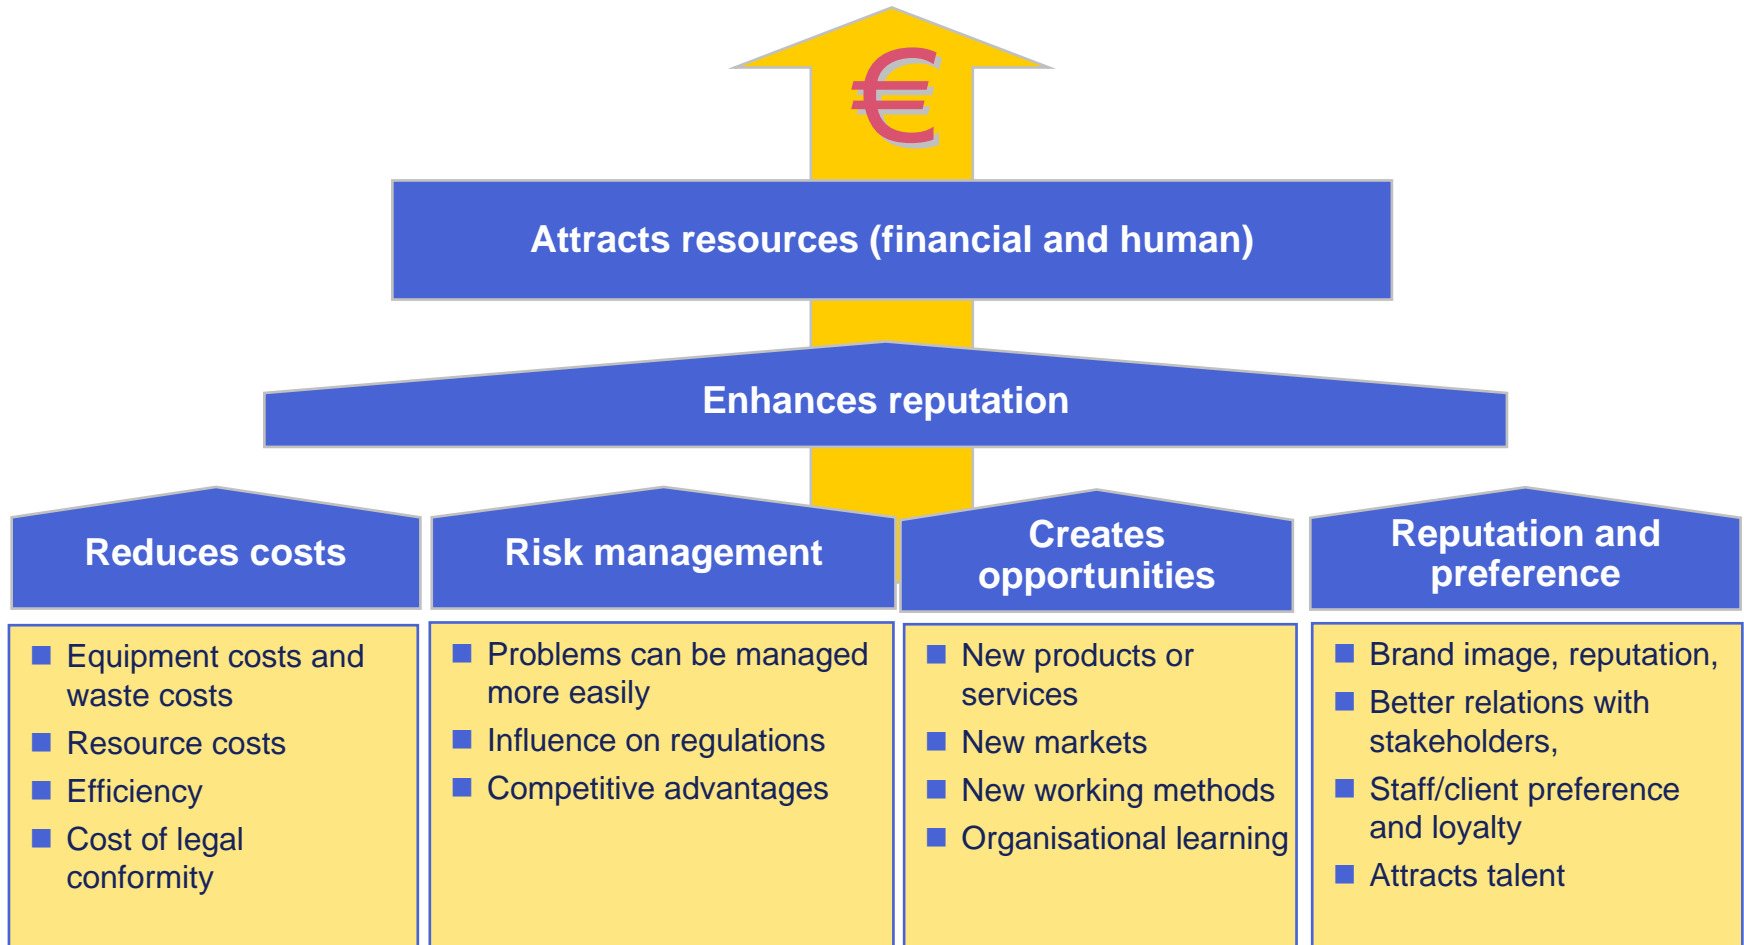 €
Attracts resources (financial and human)
Enhances reputation
Reduces costs
Equipment costs and
waste costs
Resource costs
Efficiency
Cost of legal
conformity
Risk management
Problems can be managed
more easily
Influence on regulations
Competitive advantages
Creates
opportunities
New products or
services
New markets
New working methods
Organisational learning
Reputation and
preference
Brand image, reputation,
Better relations with
stakeholders,
Staff/client preference
and loyalty
Attracts talent